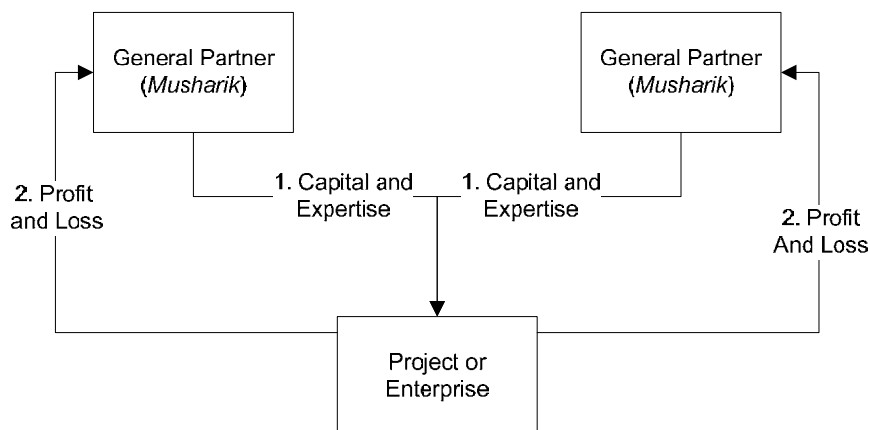 General Partner
(Musharik)
General Partner
(Musharik)
1. Capital and
Expertise
1. Capital and
Expertise
2. Profit
and Loss
2. Profit
And Loss
Project or
Enterprise